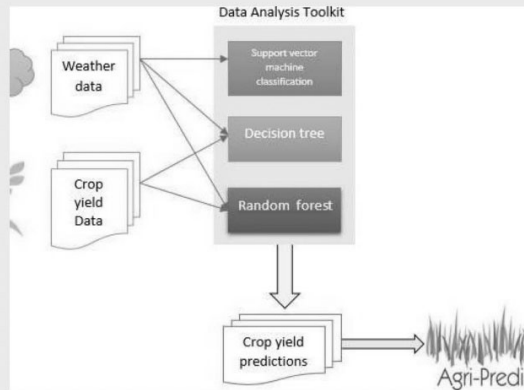 Data Analysis Toolkit
Weather
data
Support vector
machine
classification
Decision tree
Crop
yield
Data
Random forest
Crop yield
predictions
Agri-Predi